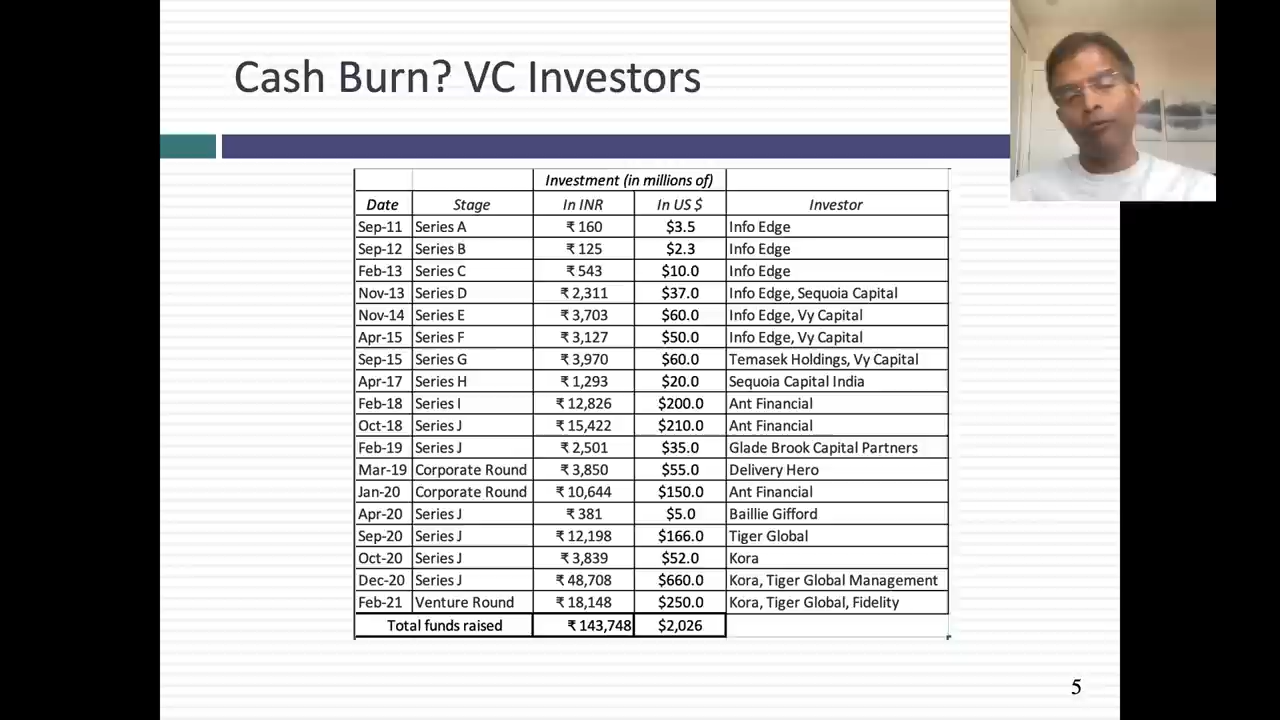 Cash Burn? VC Investors
Investment (in millions of)
Date Stage In INR In US $ Investor
Sep-11 Series A ₹ 160 $3.5 Info Edge
Sep-12 Series B ₹ 125 $2.3 Info Edge
Feb-13 Series C ₹ 543 $10.0 Info Edge
Nov-13 Series D ₹ 2,311 $37.0 Info Edge, Sequoia Capital
Nov-14 Series E ₹ 3,703 $60.0 Info Edge, Vy Capital
Apr-15 Series F ₹ 3,127 $50.0 Info Edge, Vy Capital
Sep-15 Series G ₹ 3,970 $60.0 Temasek Holdings, Vy Capital
Apr-17 Series H ₹ 1,293 $20.0 Sequoia Capital India
Feb-18 Series I ₹ 12,826 $200.0 Ant Financial
Oct-18 Series J ₹ 15,422 $210.0 Ant Financial
Feb-19 Series J ₹ 2,501 $35.0 Glade Brook Capital Partners
Mar-19 Corporate Round ₹ 3,850 $55.0 Delivery Hero
Jan-20 Corporate Round ₹ 10,644 $150.0 Ant Financial
Apr-20 Series J ₹ 381 $5.0 Baillie Gifford
Sep-20 Series J ₹ 12,198 $166.0 Tiger Global
Oct-20 Series J ₹ 3,839 $52.0 Kora
Dec-20 Series J ₹ 48,708 $660.0 Kora, Tiger Global Management
Feb-21 Venture Round ₹ 18,148 $250.0 Kora, Tiger Global, Fidelity
Total funds raised ₹ 143,748 $2,026
5